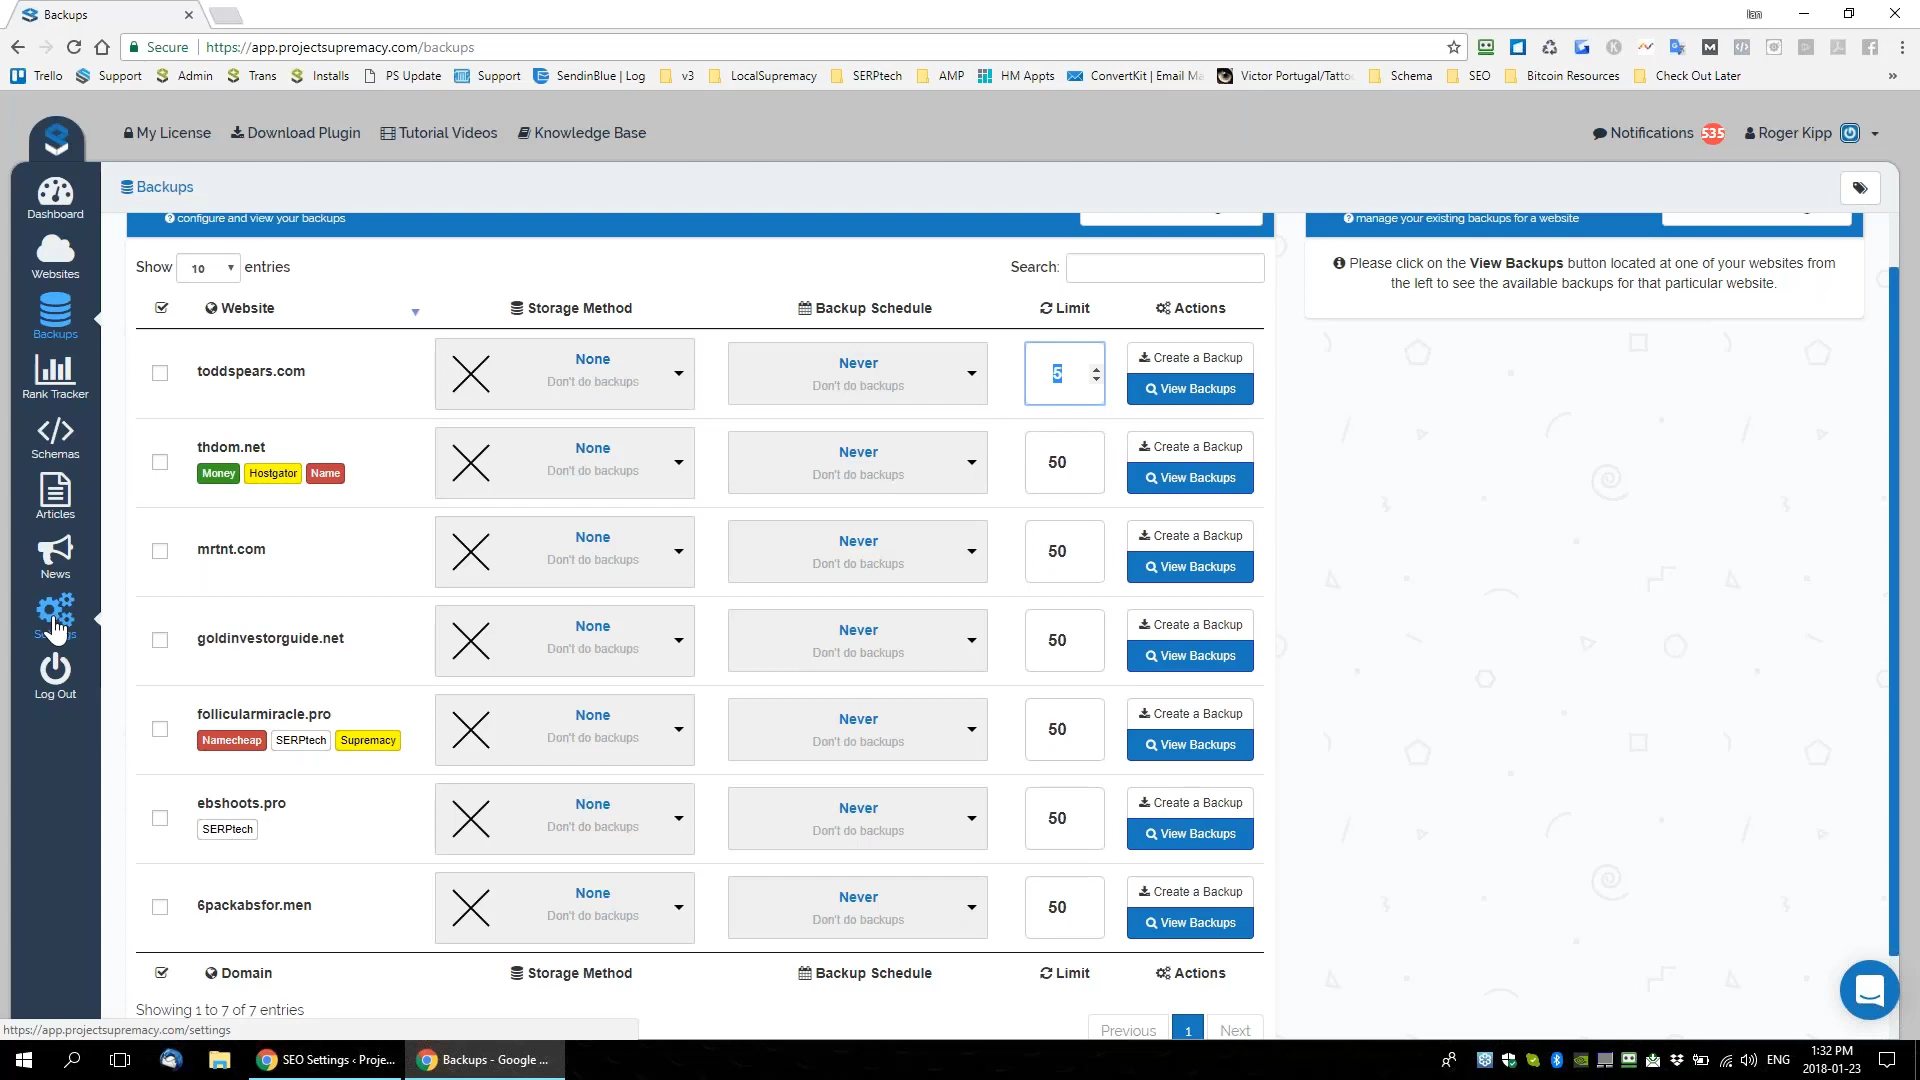 Backups
Ian
Secure
https://app.projectsupremacy.com/backups
Trello
Support
Admin
Trans
Installs
PS Update
Support
SendinBlue | Log
v3
LocalSupremacy
SERPtech
AMP
HM Appts
ConvertKit | Email Ma
Victor Portugal/Tatto
Schema
SEO
Bitcoin Resources
Check Out Later
»
My License
Download Plugin
Tutorial Videos
Knowledge Base
Notifications 535
Roger Kipp
Dashboard
Websites
Backups
Rank Tracker
Schemas
Articles
News
Log Out
Backups
configure and view your backups
manage your existing backups for a website
Show 10 entries
Search:
Please click on the View Backups button located at one of your websites from
the left to see the available backups for that particular website.
Website
Storage Method
Backup Schedule
Limit
Actions
toddspears.com
None
Don't do backups
Never
Don't do backups
5
Create a Backup
View Backups
thdom.net
Money
Hostgator
Name
None
Don't do backups
Never
Don't do backups
50
Create a Backup
View Backups
mrtnt.com
None
Don't do backups
Never
Don't do backups
50
Create a Backup
View Backups
goldinvestorguide.net
None
Don't do backups
Never
Don't do backups
50
Create a Backup
View Backups
follicularmiracle.pro
Namecheap
SERPtech
Supremacy
None
Don't do backups
Never
Don't do backups
50
Create a Backup
View Backups
ebshoots.pro
SERPtech
None
Don't do backups
Never
Don't do backups
50
Create a Backup
View Backups
6packabsfor.men
None
Don't do backups
Never
Don't do backups
50
Create a Backup
View Backups
Domain
Storage Method
Backup Schedule
Limit
Actions
Showing 1 to 7 of 7 entries
Previous
1
Next
https://app.projectsupremacy.com/settings
SEO Settings ‹ Proje...
Backups - Google ...
ENG
1:32 PM
2018-01-23